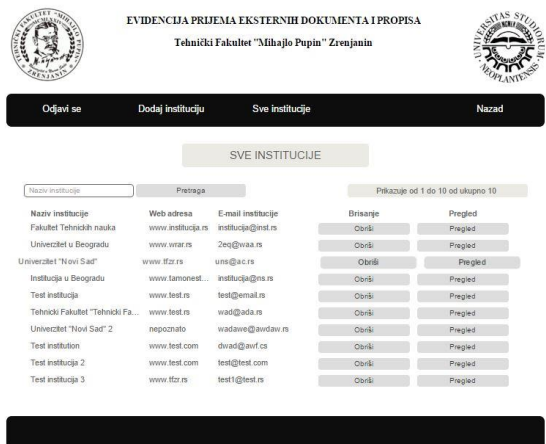 EVIDENCIJA PRIJEMA EKSTERNIH DOKUMENTA I PROPISA
Tehnički Fakultet "Mihajlo Pupin" Zrenjanin
Odjavi se Dodaj instituciju Sve institucije Nazad
SVE INSTITUCIJE
Naziv institucije Pretraga Prikazuje od 1 do 10 od ukupno 10
Naziv institucije Web adresa E-mail institucije Brisanje Pregled
Fakultet Tehnickih nauka www.institucija.rs institucija@inst.rs Obriši Pregled
Univerzitet u Beogradu www.wrar.rs 2eq@waa.rs Obriši Pregled
Univerzitet "Novi Sad" www.tfzr.rs uns@ac.rs Obriši Pregled
Institucija u Beogradu www.tamonest... institucija@ns.rs Obriši Pregled
Test institucija www.test.rs test@email.rs Obriši Pregled
Tehnicki Fakultet "Tehnicki Fa... www.test.rs wad@ada.rs Obriši Pregled
Univerzitet "Novi Sad" 2 nepoznato wadawe@awdaw.rs Obriši Pregled
Test institution www.test.com dwad@awf.cs Obriši Pregled
Test institucija 2 www.test.com test@test.com Obriši Pregled
Test institucija 3 www.tfzr.rs test1@test.rs Obriši Pregled